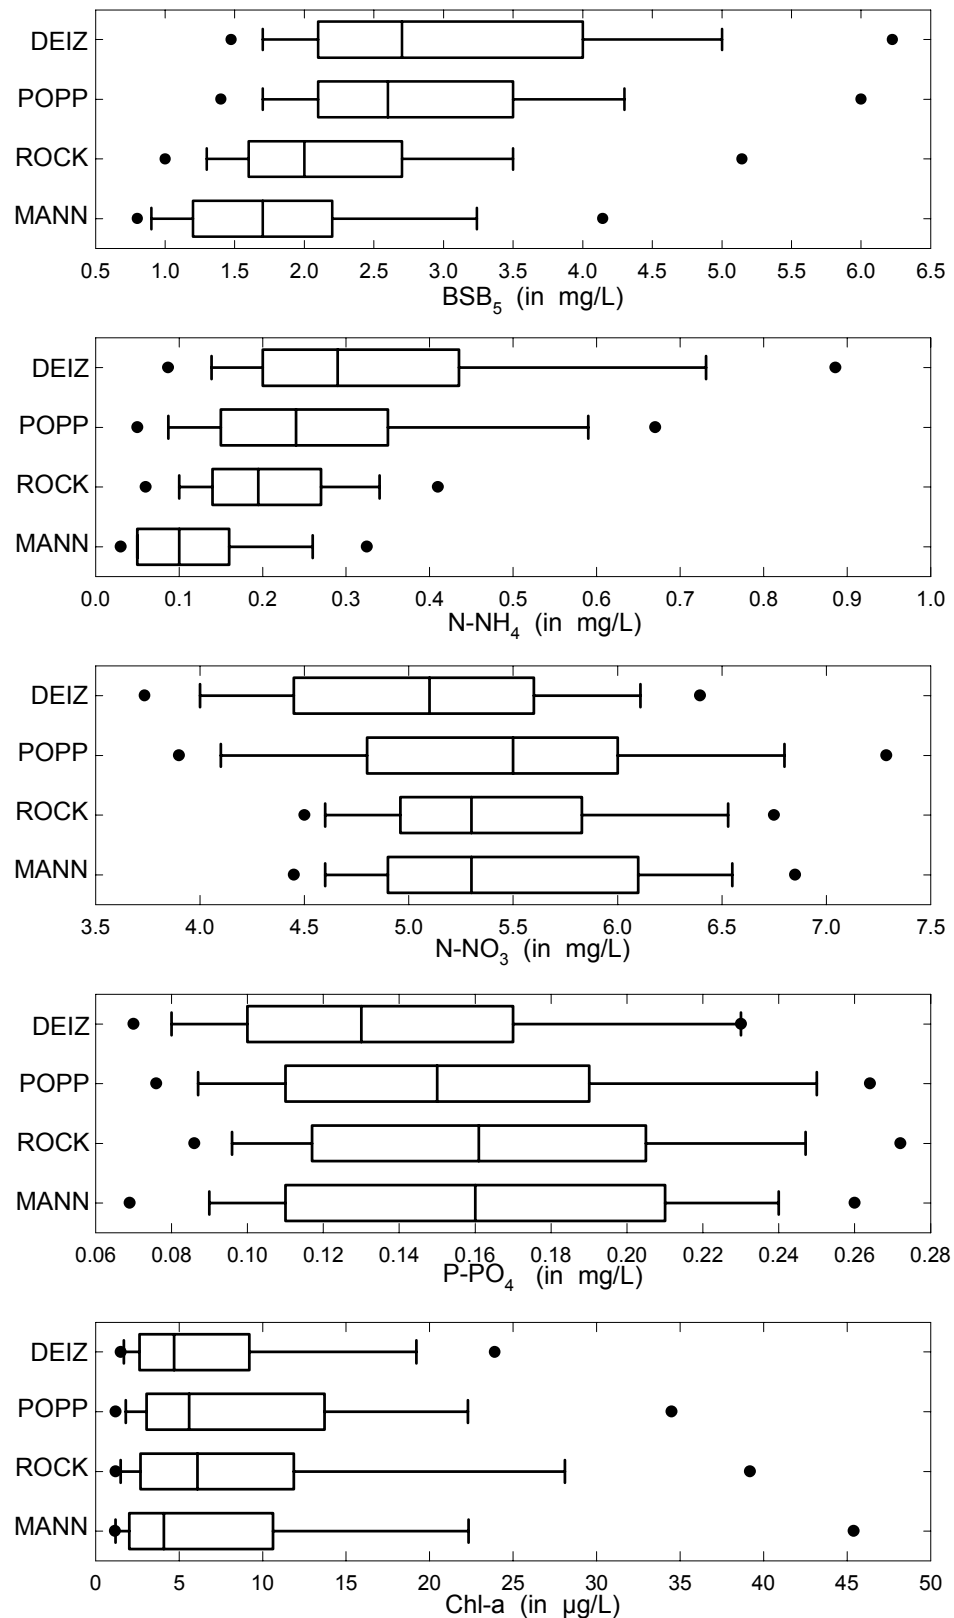 DEIZ
POPP
ROCK
MANN
0.5 1.0 1.5 2.0 2.5 3.0 3.5 4.0 4.5 5.0 5.5 6.0 6.5
BSB₅ (in mg/L)
DEIZ
POPP
ROCK
MANN
0.0 0.1 0.2 0.3 0.4 0.5 0.6 0.7 0.8 0.9 1.0
N-NH₄ (in mg/L)
DEIZ
POPP
ROCK
MANN
3.5 4.0 4.5 5.0 5.5 6.0 6.5 7.0 7.5
N-NO₃ (in mg/L)
DEIZ
POPP
ROCK
MANN
0.06 0.08 0.10 0.12 0.14 0.16 0.18 0.20 0.22 0.24 0.26 0.28
P-PO₄ (in mg/L)
DEIZ
POPP
ROCK
MANN
0 5 10 15 20 25 30 35 40 45 50
Chl-a (in µg/L)